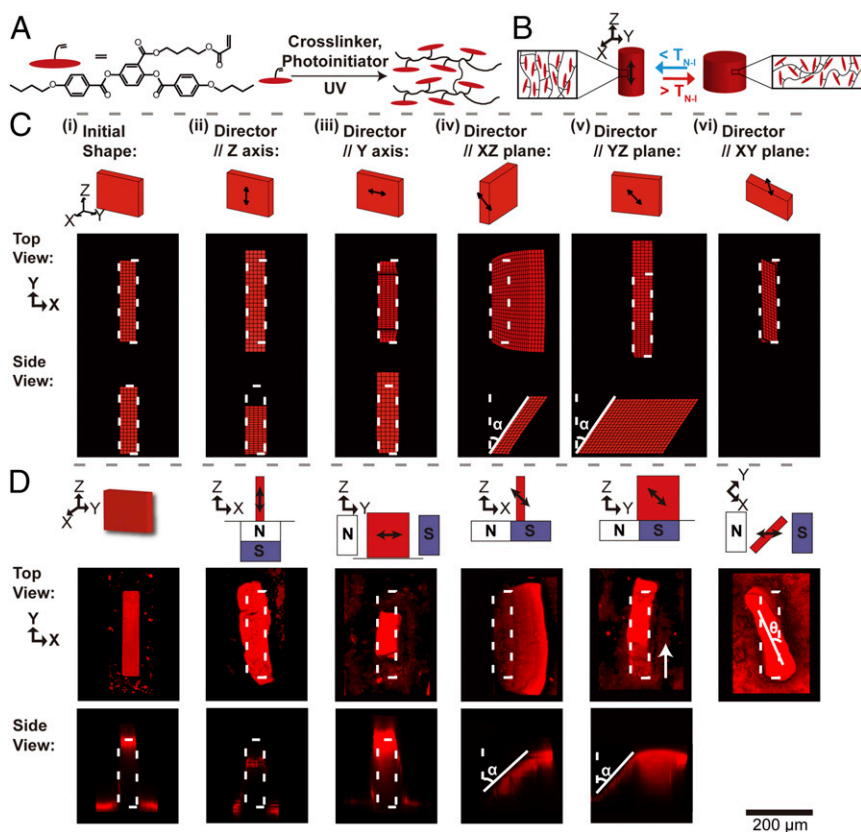 A
O
O
O
O
O
O
O
O
=
Crosslinker,
Photoinitiator
UV
B
Z
Y
X
< T N-I
> T N-I
C
(i) Initial Shape:
(ii) Director // Z axis:
(iii) Director // Y axis:
(iv) Director // XZ plane:
(v) Director // YZ plane:
(vi) Director // XY plane:
Z
X Y
Top View:
Y
X
Side View:
α
α
D
Z
X Y
Z
X
N
S
Z
Y
N
S
Z
X
N S
Z
Y
N S
Y
X
N
S
Top View:
Y
X
θ
Side View:
α
α
200 µm